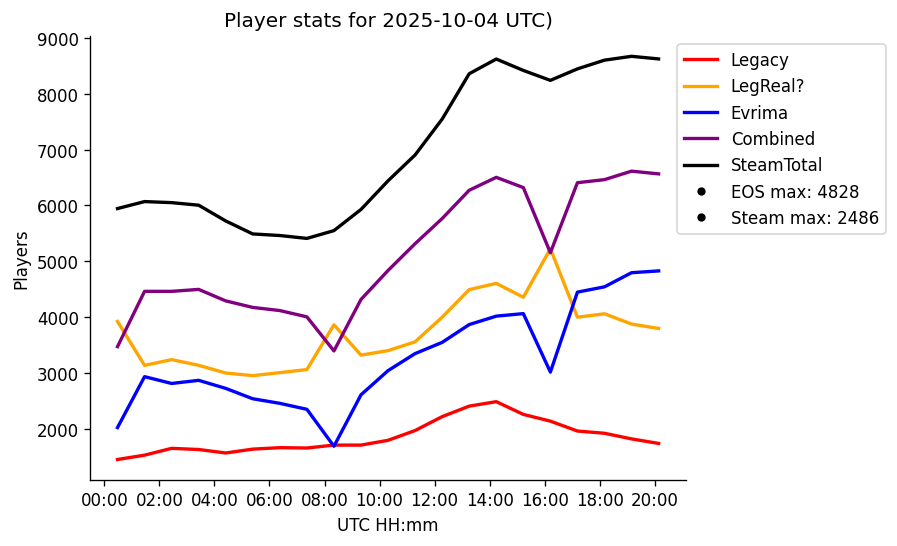 Player stats for 2025-10-04 UTC)
9000
8000
7000
6000
5000
4000
3000
2000
Players
00:00 02:00 04:00 06:00 08:00 10:00 12:00 14:00 16:00 18:00 20:00
UTC HH:mm
Legacy
LegReal?
Evrima
Combined
SteamTotal
EOS max: 4828
Steam max: 2486